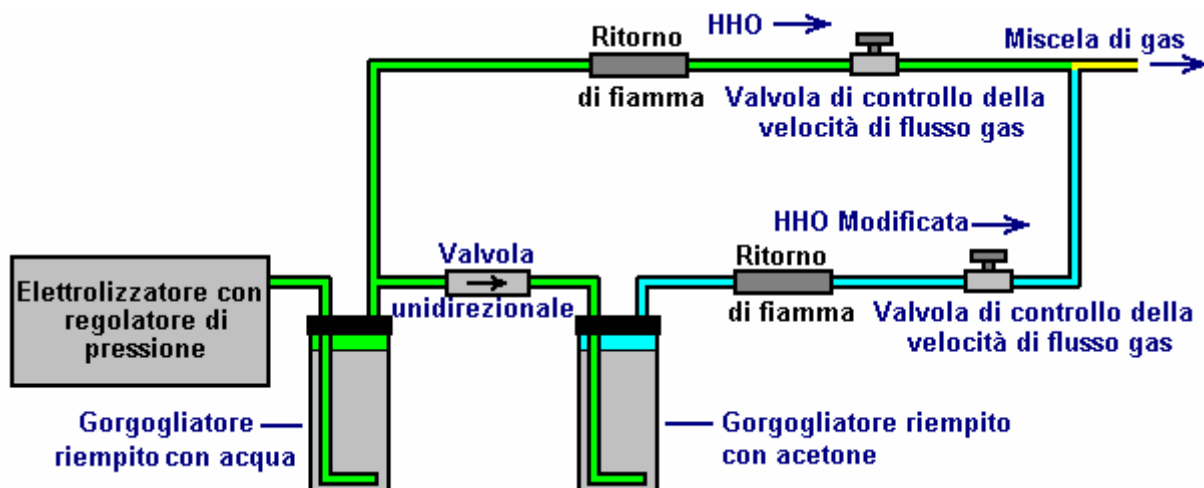 Ritorno
di fiamma
HHO
Valvola di controllo della
velocità di flusso gas
Miscela di gas
HHO Modificata
Elettrolizzatore con
regolatore di
pressione
Valvola
unidirezionale
Ritorno
di fiamma
Valvola di controllo della
velocità di flusso gas
Gorgogliatore
riempito con acqua
Gorgogliatore riempito
con acetone